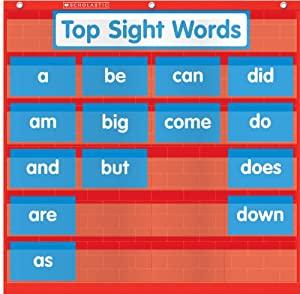 SCHOLASTIC
Top Sight Words
a be can did
am big come do
and but does
are down
as